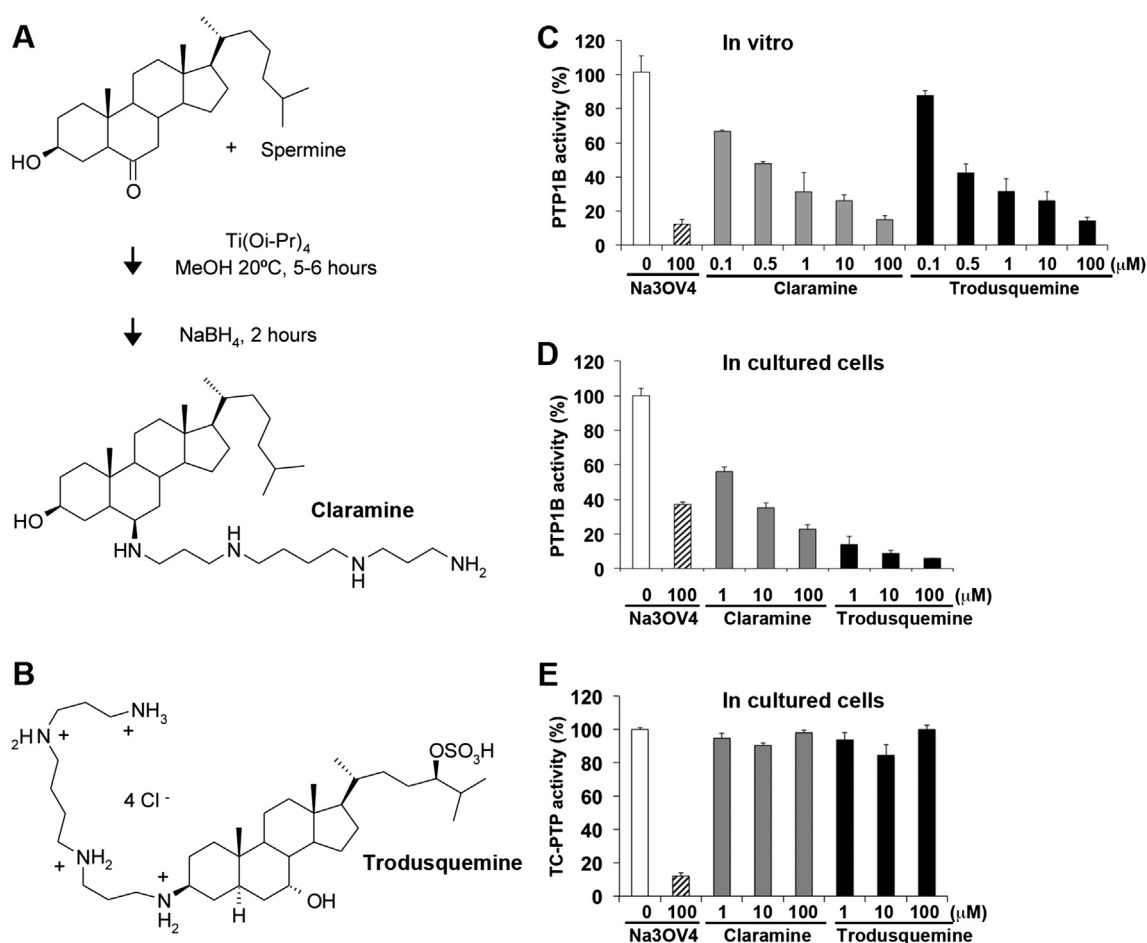 A
HO
O
+ Spermine
Ti(Oi-Pr)4
MeOH 20ºC, 5-6 hours
NaBH4, 2 hours
Claramine
HO
HN
H
N
N
H
NH2
B
NH3
+
2HN +
4 Cl -
OSO3H
Trodusquemine
+ NH2
+
N
H2
H
OH
C
In vitro
PTP1B activity (%)
120
100
80
60
40
20
0
0 100 0.1 0.5 1 10 100 0.1 0.5 1 10 100 (µM)
Na3OV4 Claramine Trodusquemine
D
In cultured cells
PTP1B activity (%)
120
100
80
60
40
20
0
0 100 1 10 100 1 10 100 (µM)
Na3OV4 Claramine Trodusquemine
E
In cultured cells
TC-PTP activity (%)
120
100
80
60
40
20
0
0 100 1 10 100 1 10 100 (µM)
Na3OV4 Claramine Trodusquemine